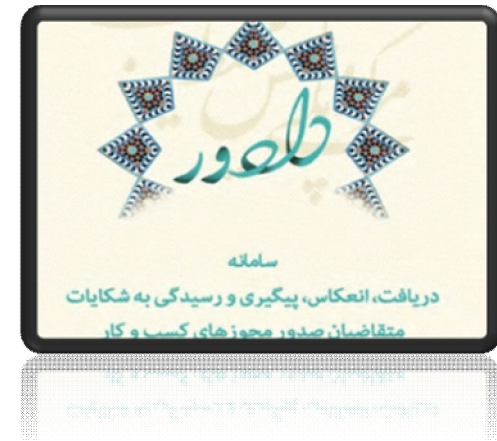 دادور
سامانه
دریافت، انعکاس، پیگیری و رسیدگی به شکایات
متقاضیان صدور مجوزهای کسب و کار